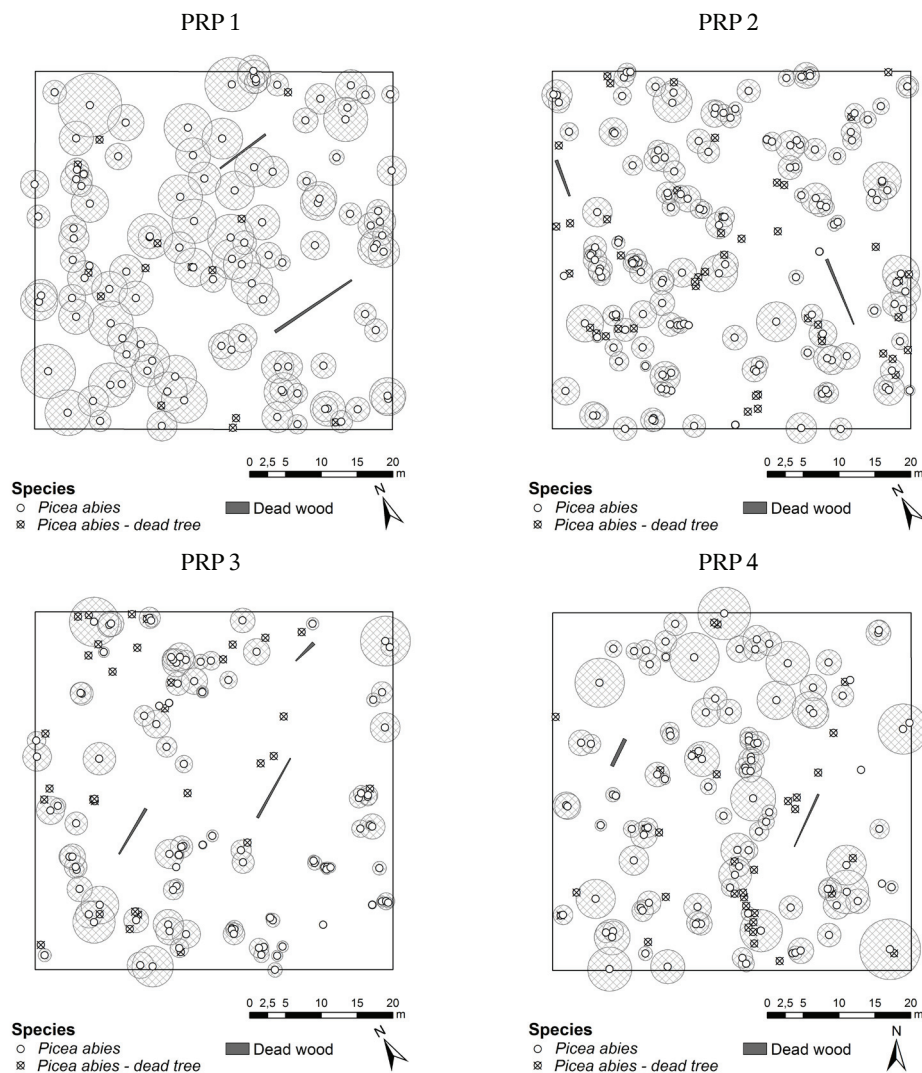 PRP 1
PRP 2
0 2,5 5 10 15 20
m
Species
Picea abies
Picea abies - dead tree
Dead wood
N
0 2,5 5 10 15 20
m
Species
Picea abies
Picea abies - dead tree
Dead wood
N
PRP 3
PRP 4
0 2,5 5 10 15 20
m
Species
Picea abies
Picea abies - dead tree
Dead wood
N
0 2,5 5 10 15 20
m
Species
Picea abies
Picea abies - dead tree
Dead wood
N